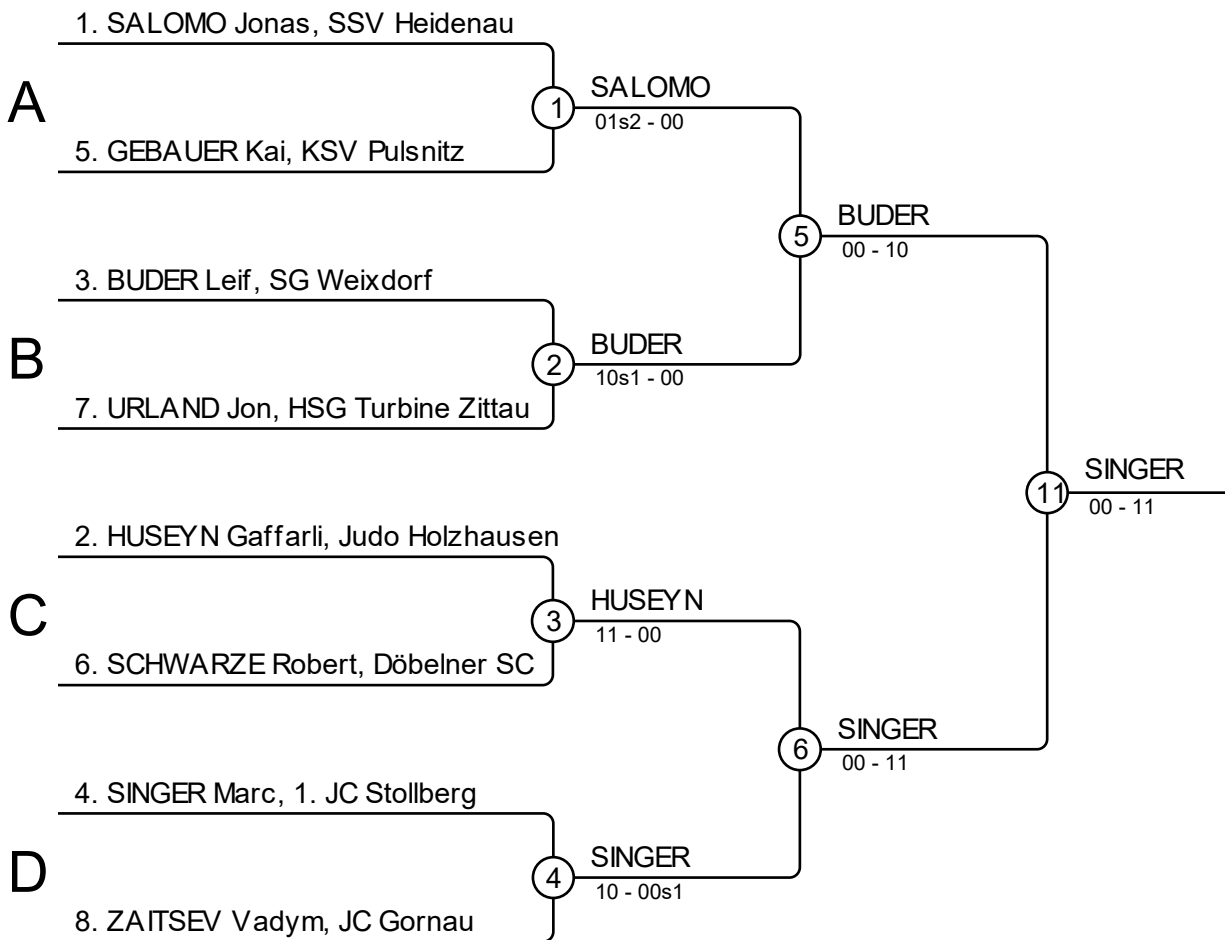 1. SALOMO Jonas, SSV Heidenau
A
1
SALOMO
01s2 - 00
5. GEBAUER Kai, KSV Pulsnitz
5
BUDER
00 - 10
3. BUDER Leif, SG Weixdorf
B
2
BUDER
10s1 - 00
7. URLAND Jon, HSG Turbine Zittau
11
SINGER
00 - 11
2. HUSEYN Gaffarli, Judo Holzhausen
C
3
HUSEYN
11 - 00
6. SCHWARZE Robert, Döbelner SC
6
SINGER
00 - 11
4. SINGER Marc, 1. JC Stollberg
D
4
SINGER
10 - 00s1
8. ZAITSEV Vadym, JC Gornau